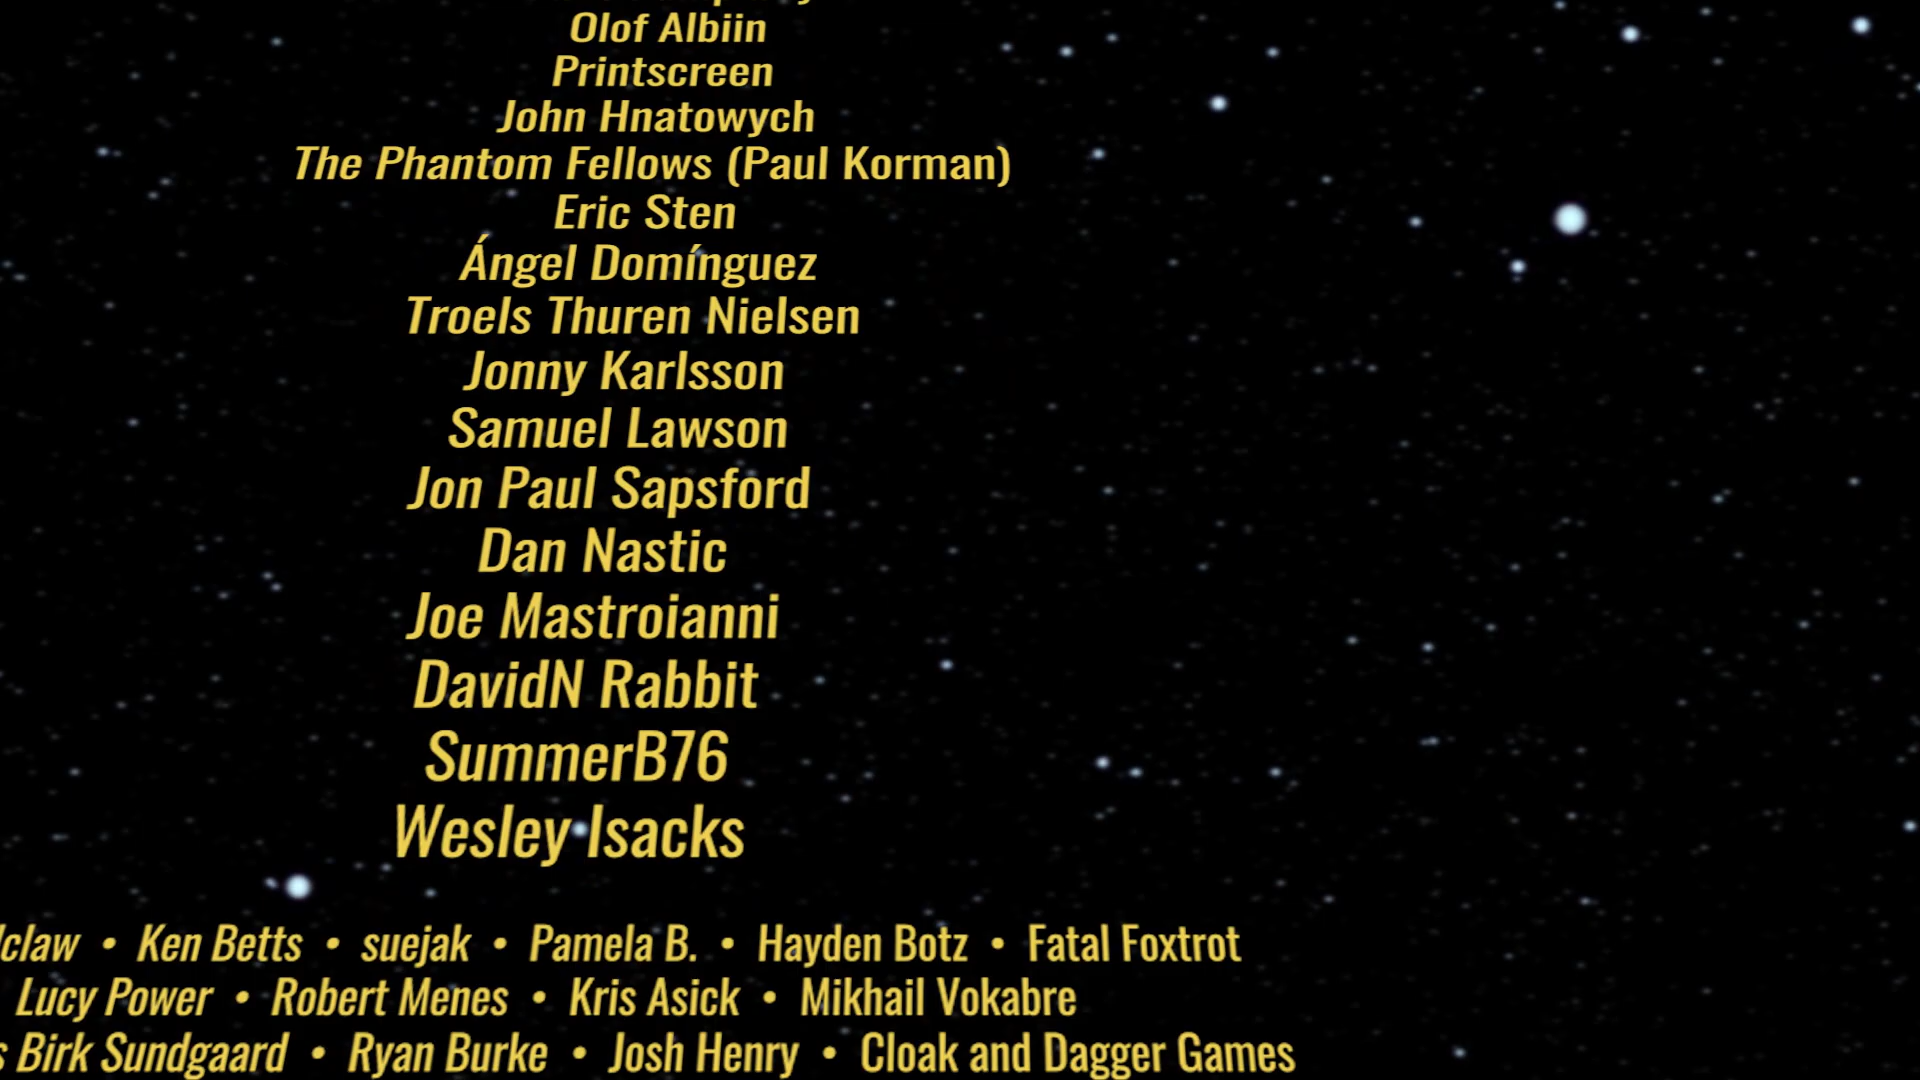 Olof Albiin
Printscreen
John Hnatowych
The Phantom Fellows (Paul Korman)
Eric Sten
Ángel Domínguez
Troels Thuren Nielsen
Jonny Karlsson
Samuel Lawson
Jon Paul Sapsford
Dan Nastic
Joe Mastroianni
DavidN Rabbit
SummerB76
Wesley Isacks
• Ken Betts • suejak • Pamela B. • Hayden Botz • Fatal Foxtrot
Lucy Power • Robert Menes • Kris Asick • Mikhail Vokabre
Birk Sundgaard • Ryan Burke • Josh Henry • Cloak and Dagger Games